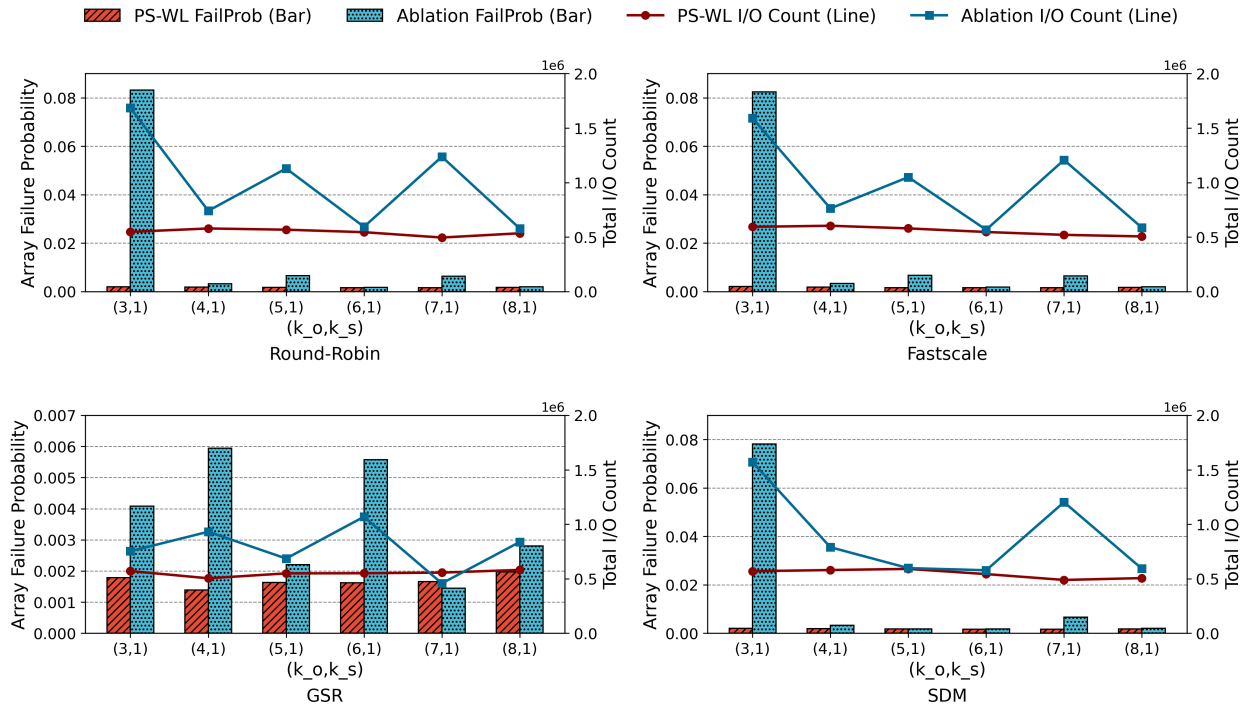 PS-WL FailProb (Bar) Ablation FailProb (Bar) PS-WL I/O Count (Line) Ablation I/O Count (Line)
1e6
Array Failure Probability
0.08
0.06
0.04
0.02
0.00
2.0
1.5
1.0
0.5
0.0
Total I/O Count
(3,1) (4,1) (5,1) (6,1) (7,1) (8,1)
(k_o,k_s)
Round-Robin
1e6
Array Failure Probability
0.08
0.06
0.04
0.02
0.00
2.0
1.5
1.0
0.5
0.0
Total I/O Count
(3,1) (4,1) (5,1) (6,1) (7,1) (8,1)
(k_o,k_s)
Fastscale
1e6
Array Failure Probability
0.007
0.006
0.005
0.004
0.003
0.002
0.001
0.000
2.0
1.5
1.0
0.5
0.0
Total I/O Count
(3,1) (4,1) (5,1) (6,1) (7,1) (8,1)
(k_o,k_s)
GSR
1e6
Array Failure Probability
0.08
0.06
0.04
0.02
0.00
2.0
1.5
1.0
0.5
0.0
Total I/O Count
(3,1) (4,1) (5,1) (6,1) (7,1) (8,1)
(k_o,k_s)
SDM